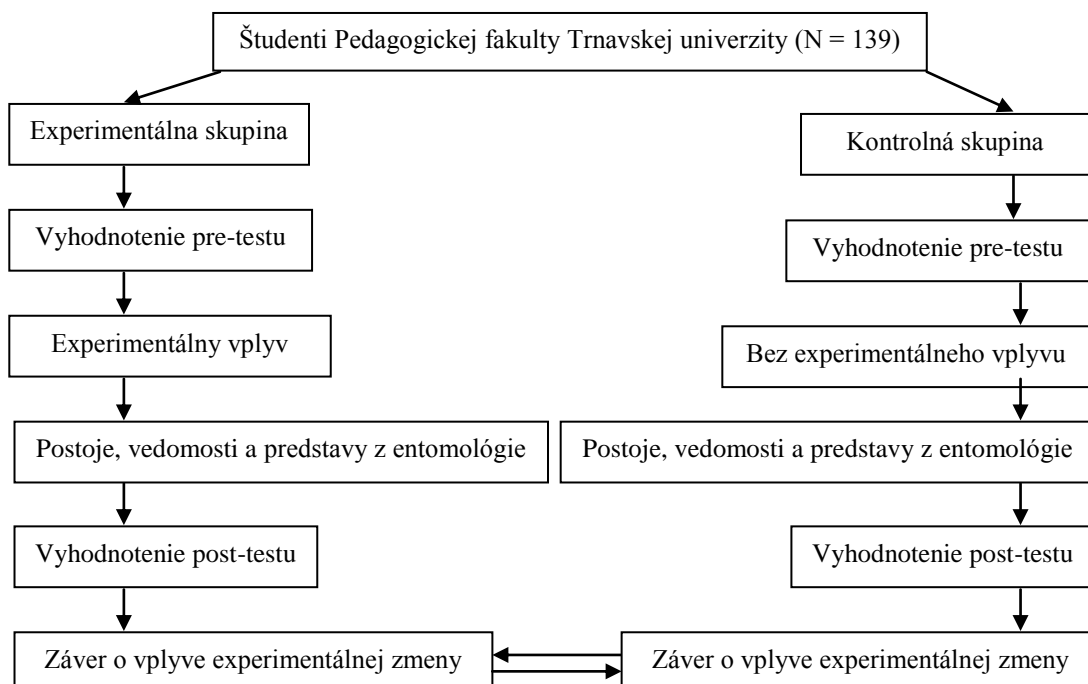 Študenti Pedagogickej fakulty Trnavskej univerzity (N = 139)
Experimentálna skupina
Kontrolná skupina
Vyhodnotenie pre-testu
Vyhodnotenie pre-testu
Experimentálny vplyv
Bez experimentálneho vplyvu
Postoje, vedomosti a predstavy z entomológie
Postoje, vedomosti a predstavy z entomológie
Vyhodnotenie post-testu
Vyhodnotenie post-testu
Záver o vplyve experimentálnej zmeny
Záver o vplyve experimentálnej zmeny